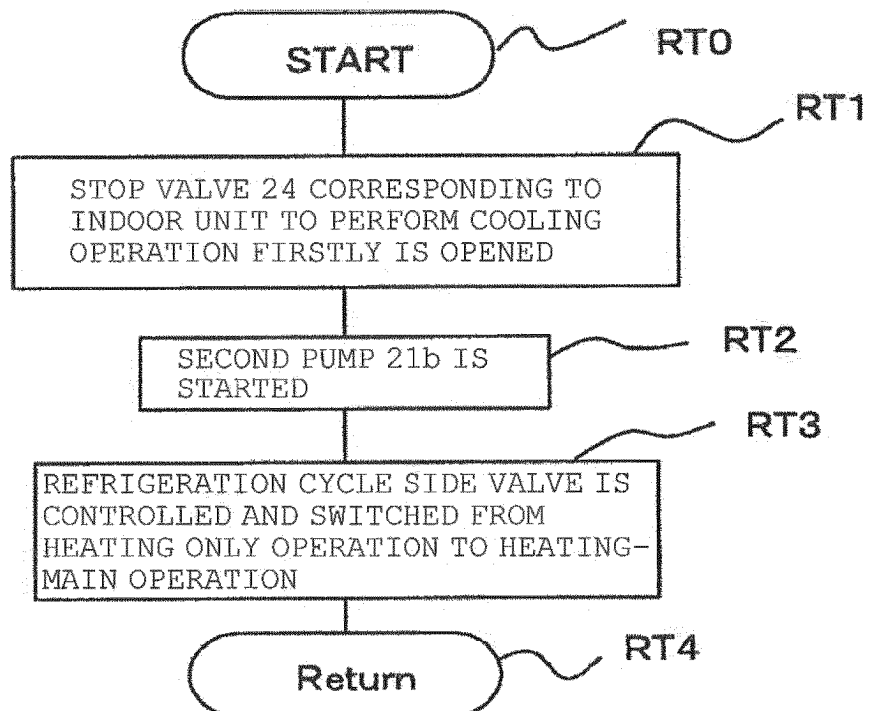 START
RT0
RT1
STOP VALVE 24 CORRESPONDING TO
INDOOR UNIT TO PERFORM COOLING
OPERATION FIRSTLY IS OPENED
RT2
SECOND PUMP 21b IS
STARTED
RT3
REFRIGERATION CYCLE SIDE VALVE IS
CONTROLLED AND SWITCHED FROM
HEATING ONLY OPERATION TO HEATING-
MAIN OPERATION
RT4
Return